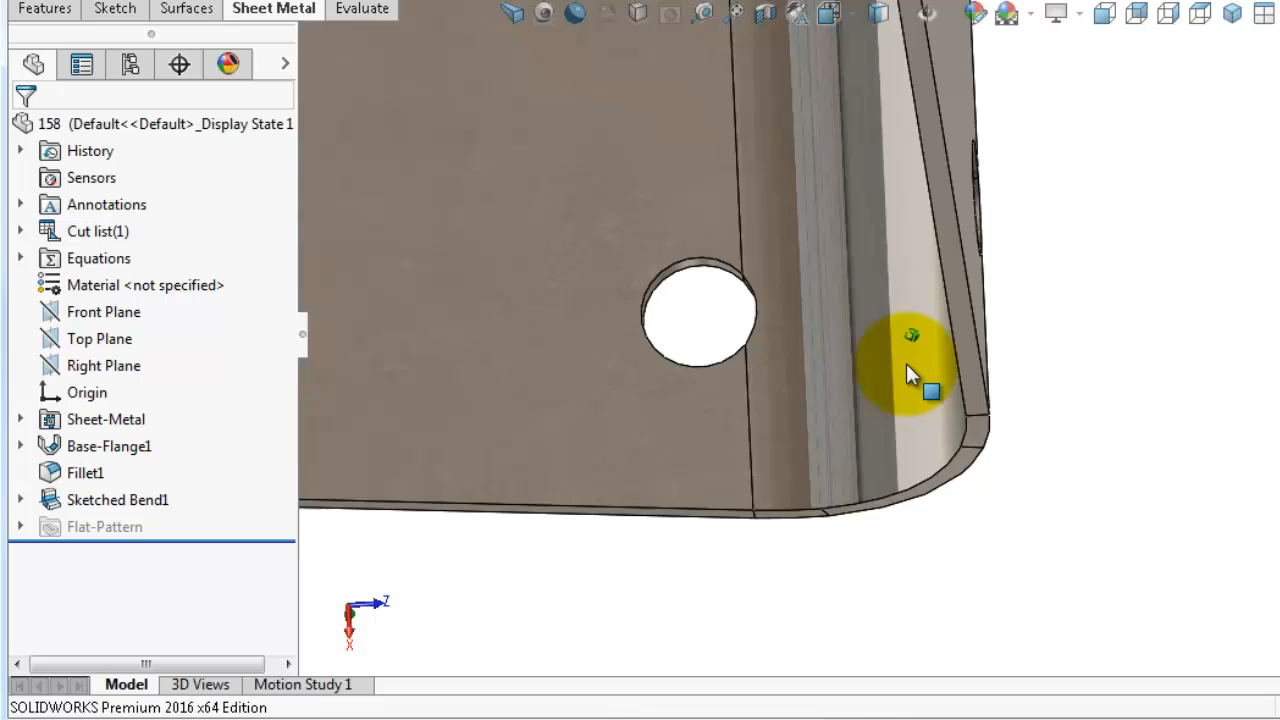 Features Sketch Surfaces Sheet Metal Evaluate
158 (Default<<Default>_Display State 1
History
Sensors
Annotations
Cut list(1)
Equations
Material <not specified>
Front Plane
Top Plane
Right Plane
Origin
Sheet-Metal
Base-Flange1
Fillet1
Sketched Bend1
Flat-Pattern
Z
X
Model 3D Views Motion Study 1
SOLIDWORKS Premium 2016 x64 Edition